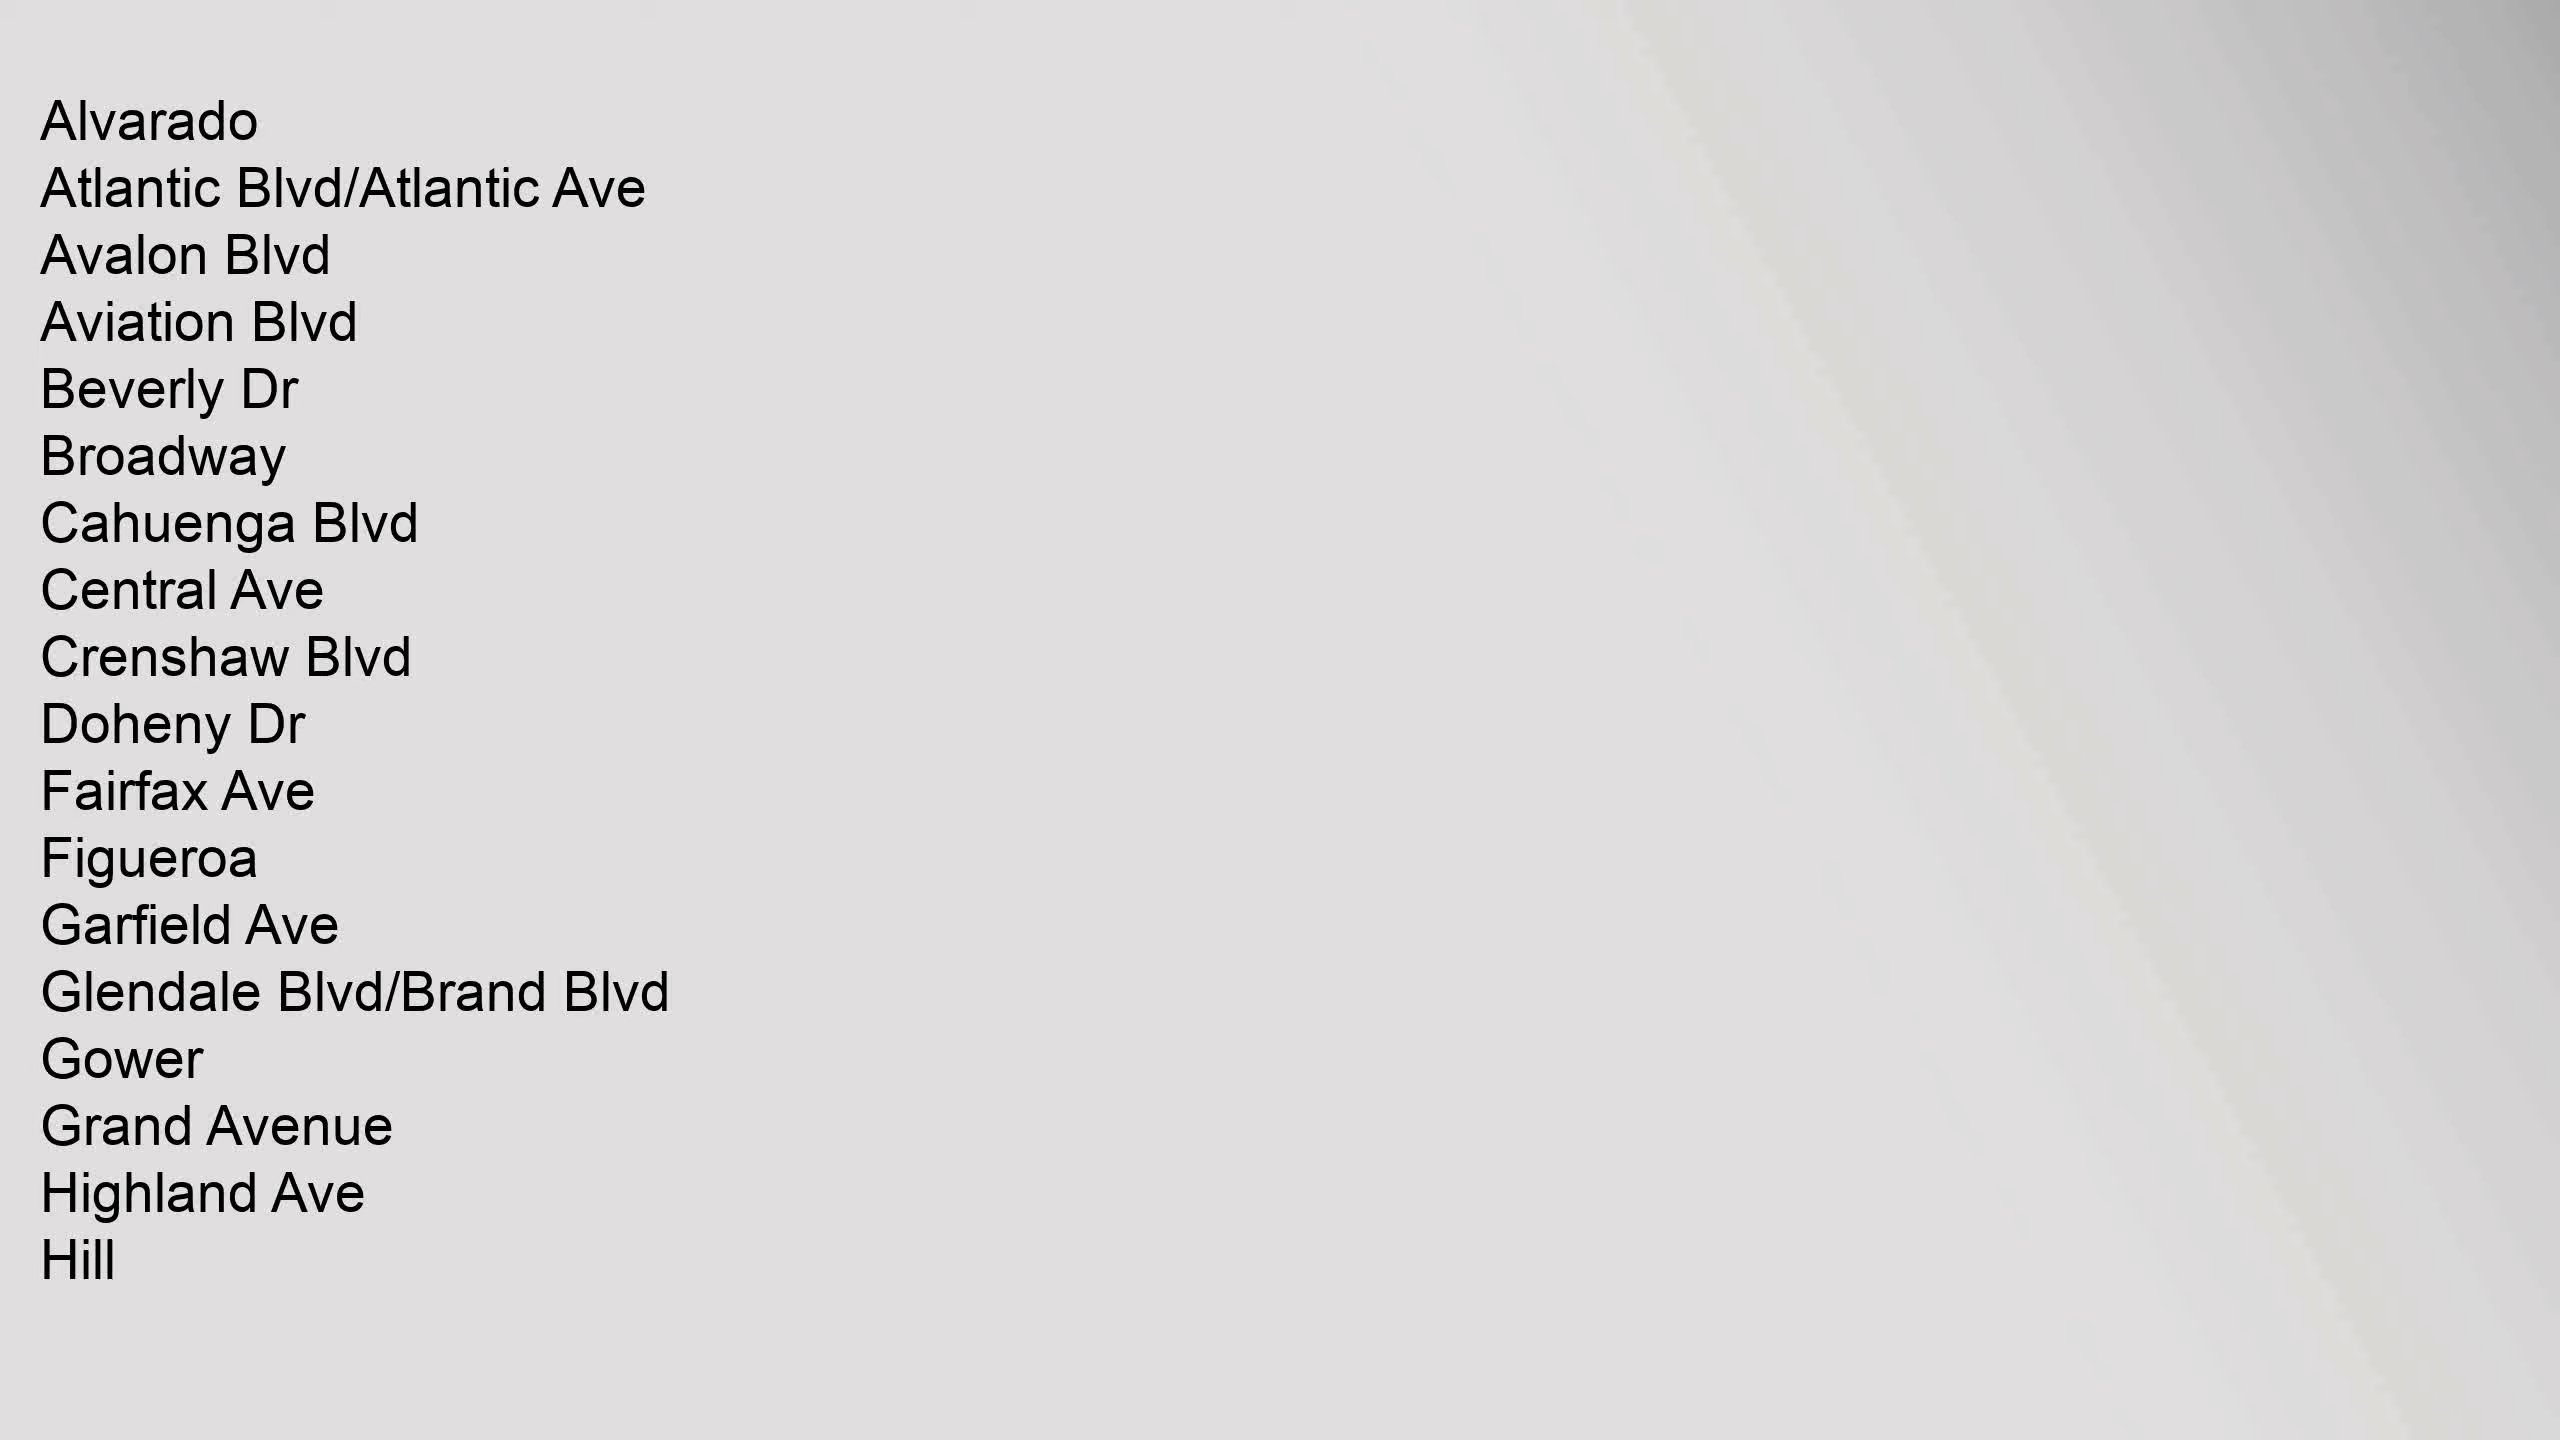 Alvarado
Atlantic Blvd/Atlantic Ave
Avalon Blvd
Aviation Blvd
Beverly Dr
Broadway
Cahuenga Blvd
Central Ave
Crenshaw Blvd
Doheny Dr
Fairfax Ave
Figueroa
Garfield Ave
Glendale Blvd/Brand Blvd
Gower
Grand Avenue
Highland Ave
Hill